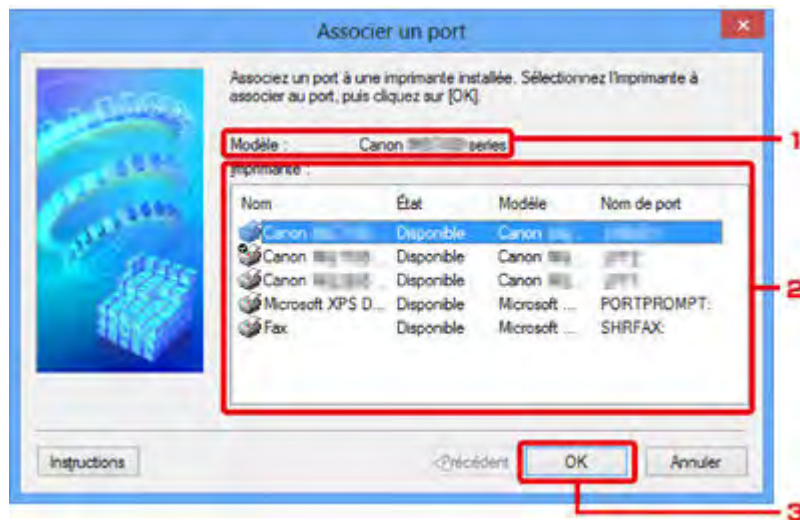 Associer un port
Associez un port à une imprimante installée. Sélectionnez l'imprimante à
associer au port, puis cliquez sur [OK].
Modèle : Canon series
1
Imprimante :
Nom État Modèle Nom de port
Canon Disponible Canon
Canon Disponible Canon
Canon Disponible Canon
2
Microsoft XPS D... Disponible Microsoft ... PORTPROMPT:
Fax Disponible Microsoft ... SHRFAX:
Instructions <Précédent OK Annuler
3